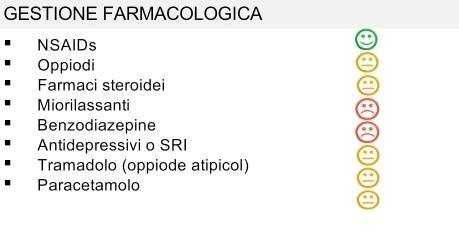 GESTIONE FARMACOLOGICA
▪ NSAIDs
▪ Oppiodi
▪ Farmaci steroidei
▪ Miorilassanti
▪ Benzodiazepine
▪ Antidepressivi o SRI
▪ Tramadolo (oppiode atipicol)
▪ Paracetamolo